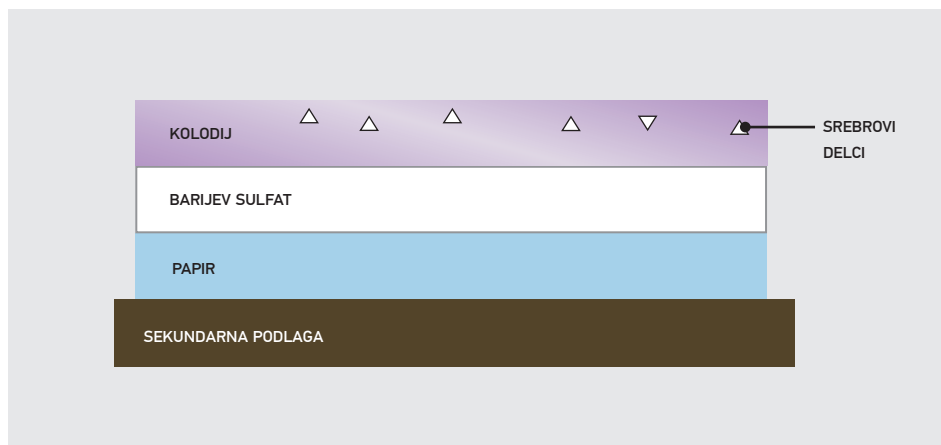 KOLODIJ
SREBROVI
DELCI
BARIJEV SULFAT
PAPIR
SEKUNDARNA PODLAGA